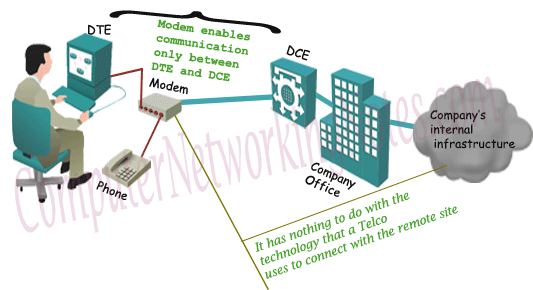 DTE
Modem enables
communication
only between
DTE and DCE
DCE
Modem
Phone
Company
Office
Company's
internal
infrastructure
It has nothing to do with the
technology that a Telco
uses to connect with the remote site
ComputerNetworkingNotes.com